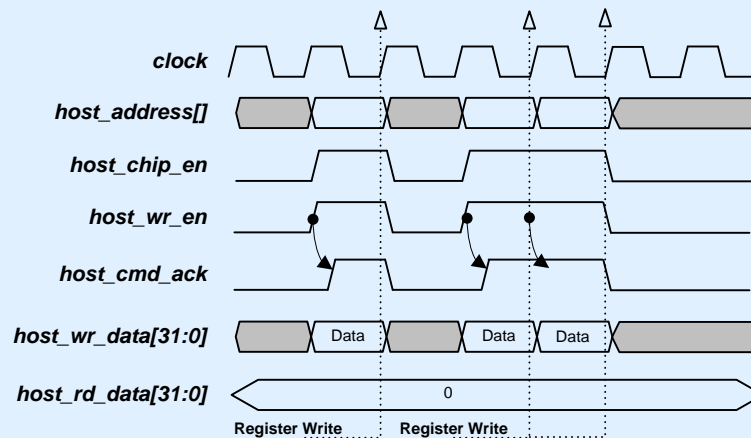 clock
host_address[]
host_chip_en
host_wr_en
host_cmd_ack
host_wr_data[31:0] Data Data Data
host_rd_data[31:0] 0
Register Write Register Write